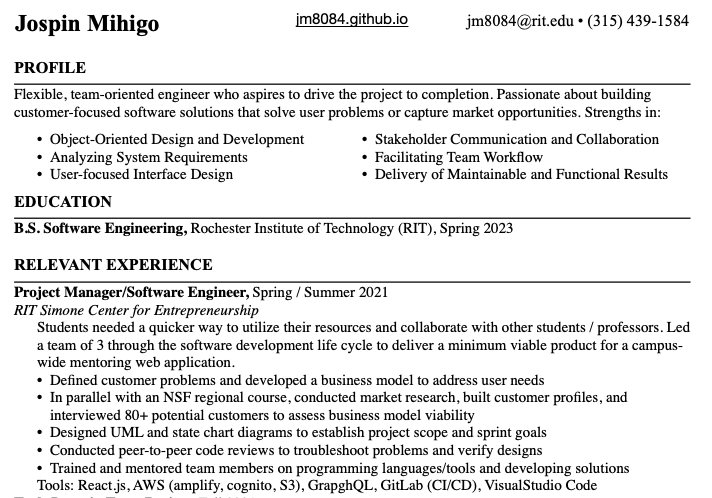 Jospin Mihigo jm8084.github.io jm8084@rit.edu • (315) 439-1584
PROFILE
Flexible, team-oriented engineer who aspires to drive the project to completion. Passionate about building
customer-focused software solutions that solve user problems or capture market opportunities. Strengths in:
• Object-Oriented Design and Development
• Analyzing System Requirements
• User-focused Interface Design
• Stakeholder Communication and Collaboration
• Facilitating Team Workflow
• Delivery of Maintainable and Functional Results
EDUCATION
B.S. Software Engineering, Rochester Institute of Technology (RIT), Spring 2023
RELEVANT EXPERIENCE
Project Manager/Software Engineer, Spring / Summer 2021
RIT Simone Center for Entrepreneurship
Students needed a quicker way to utilize their resources and collaborate with other students / professors. Led
a team of 3 through the software development life cycle to deliver a minimum viable product for a campus-
wide mentoring web application.
• Defined customer problems and developed a business model to address user needs
• In parallel with an NSF regional course, conducted market research, built customer profiles, and
interviewed 80+ potential customers to assess business model viability
• Designed UML and state chart diagrams to establish project scope and sprint goals
• Conducted peer-to-peer code reviews to troubleshoot problems and verify designs
• Trained and mentored team members on programming languages/tools and developing solutions
Tools: React.js, AWS (amplify, cognito, S3), GrapghQL, GitLab (CI/CD), VisualStudio Code